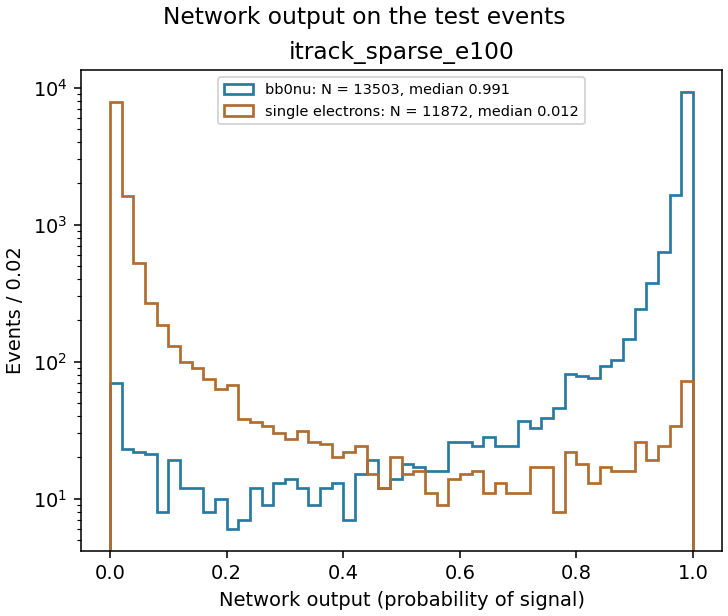 Network output on the test events
itrack_sparse_e100
bb0nu: N = 13503, median 0.991
single electrons: N = 11872, median 0.012
Events / 0.02
10⁴
10³
10²
10¹
0.0 0.2 0.4 0.6 0.8 1.0
Network output (probability of signal)